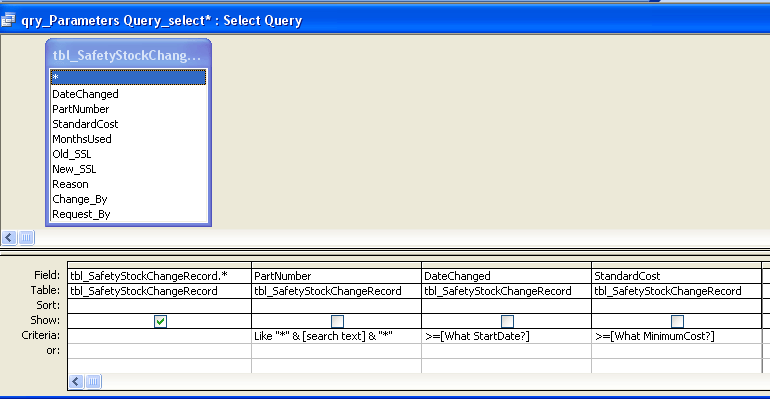 qry_Parameters Query_select* : Select Query
tbl_SafetyStockChang...
*
DateChanged
PartNumber
StandardCost
MonthsUsed
Old_SSL
New_SSL
Reason
Change_By
Request_By
Field: tbl_SafetyStockChangeRecord.* PartNumber DateChanged StandardCost
Table: tbl_SafetyStockChangeRecord tbl_SafetyStockChangeRecord tbl_SafetyStockChangeRecord tbl_SafetyStockChangeRecord
Sort:
Show:
Criteria: Like "*" & [search text] & "*" >=[What StartDate?] >=[What MinimumCost?]
or: